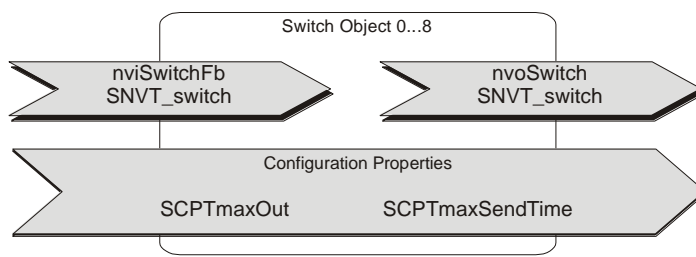 Switch Object 0...8
nviSwitchFb
SNVT_switch
nvoSwitch
SNVT_switch
Configuration Properties
SCPTmaxOut
SCPTmaxSendTime